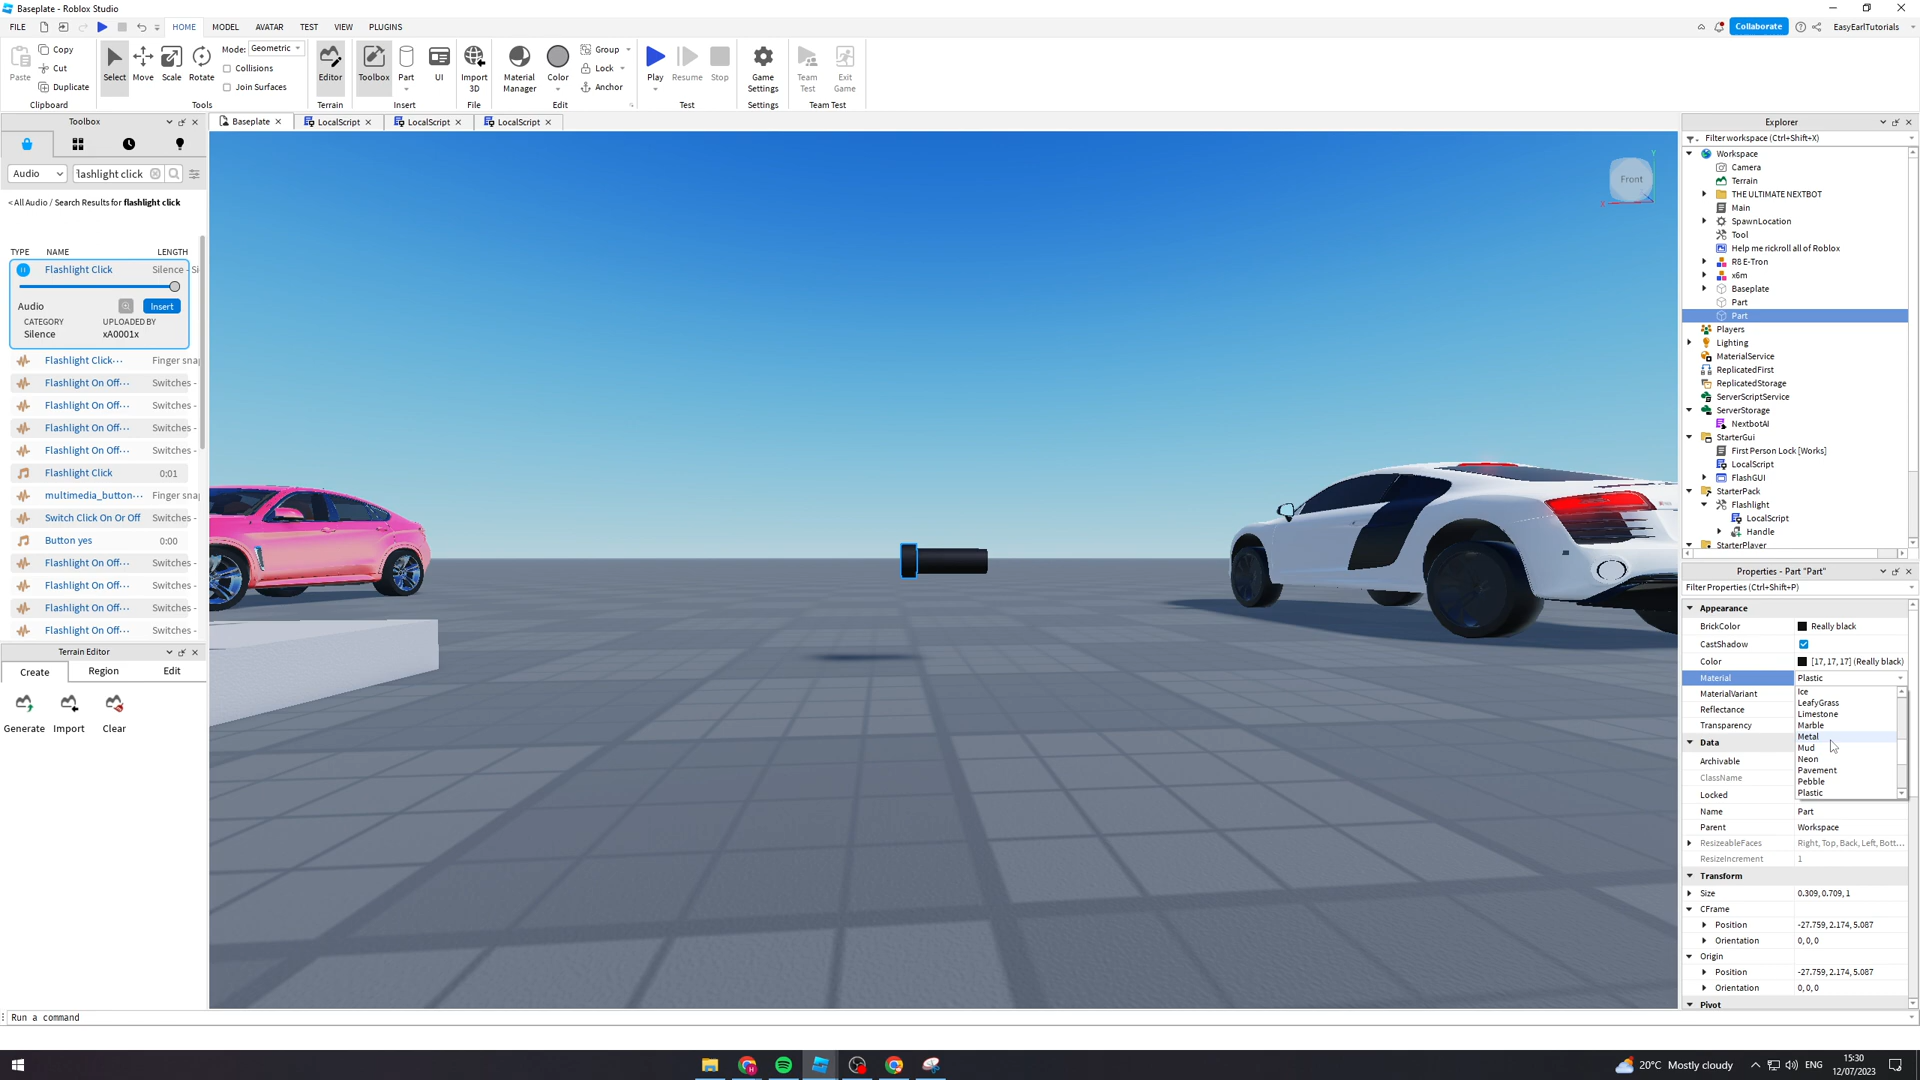 Baseplate - Roblox Studio
FILE HOME MODEL AVATAR TEST VIEW PLUGINS
Collaborate EasyEarlTutorials
Paste Copy Cut Duplicate Clipboard
Select Move Scale Rotate Mode: Geometric Collisions Join Surfaces Tools
Editor Terrain
Toolbox Part UI Insert
Import 3D File
Material Manager Color Group Lock Anchor Edit
Play Resume Stop Test
Game Settings Settings
Team Test Exit Game Team Test
Toolbox
Baseplate LocalScript LocalScript LocalScript
Audio lashlight click
< All Audio / Search Results for flashlight click
TYPE NAME LENGTH
Flashlight Click Silence - Si
Audio Insert
CATEGORY UPLOADED BY
Silence xA0001x
Flashlight Click··· Finger sna
Flashlight On Off··· Switches -
Flashlight On Off··· Switches -
Flashlight On Off··· Switches -
Flashlight On Off··· Switches -
Flashlight Click 0:01
multimedia_button··· Finger sna
Switch Click On Or Off Switches -
Button yes 0:00
Flashlight On Off··· Switches -
Flashlight On Off··· Switches -
Flashlight On Off··· Switches -
Flashlight On Off··· Switches -
Terrain Editor
Create Region Edit
Generate Import Clear
Front
Explorer
Filter workspace (Ctrl+Shift+X)
Workspace
Camera
Terrain
THE ULTIMATE NEXTBOT
Main
SpawnLocation
Tool
Help me rickroll all of Roblox
R8 E-Tron
x6m
Baseplate
Part
Part
Players
Lighting
MaterialService
ReplicatedFirst
ReplicatedStorage
ServerScriptService
ServerStorage
NextbotAI
StarterGui
First Person Lock [Works]
LocalScript
FlashGUI
StarterPack
Flashlight
LocalScript
Handle
StarterPlayer
Properties - Part "Part"
Filter Properties (Ctrl+Shift+P)
Appearance
BrickColor Really black
CastShadow
Color [17, 17, 17] (Really black)
Material Plastic
MaterialVariant
Reflectance
Transparency
Ice
LeafyGrass
Limestone
Marble
Metal
Mud
Neon
Pavement
Pebble
Plastic
Data
Archivable
ClassName
Locked
Name Part
Parent Workspace
ResizeableFaces Right, Top, Back, Left, Bott...
ResizeIncrement 1
Transform
Size 0.309, 0.709, 1
CFrame
Position -27.759, 2.174, 5.087
Orientation 0, 0, 0
Origin
Position -27.759, 2.174, 5.087
Orientation 0, 0, 0
Pivot
Run a command
20°C Mostly cloudy ENG 15:30
12/07/2023